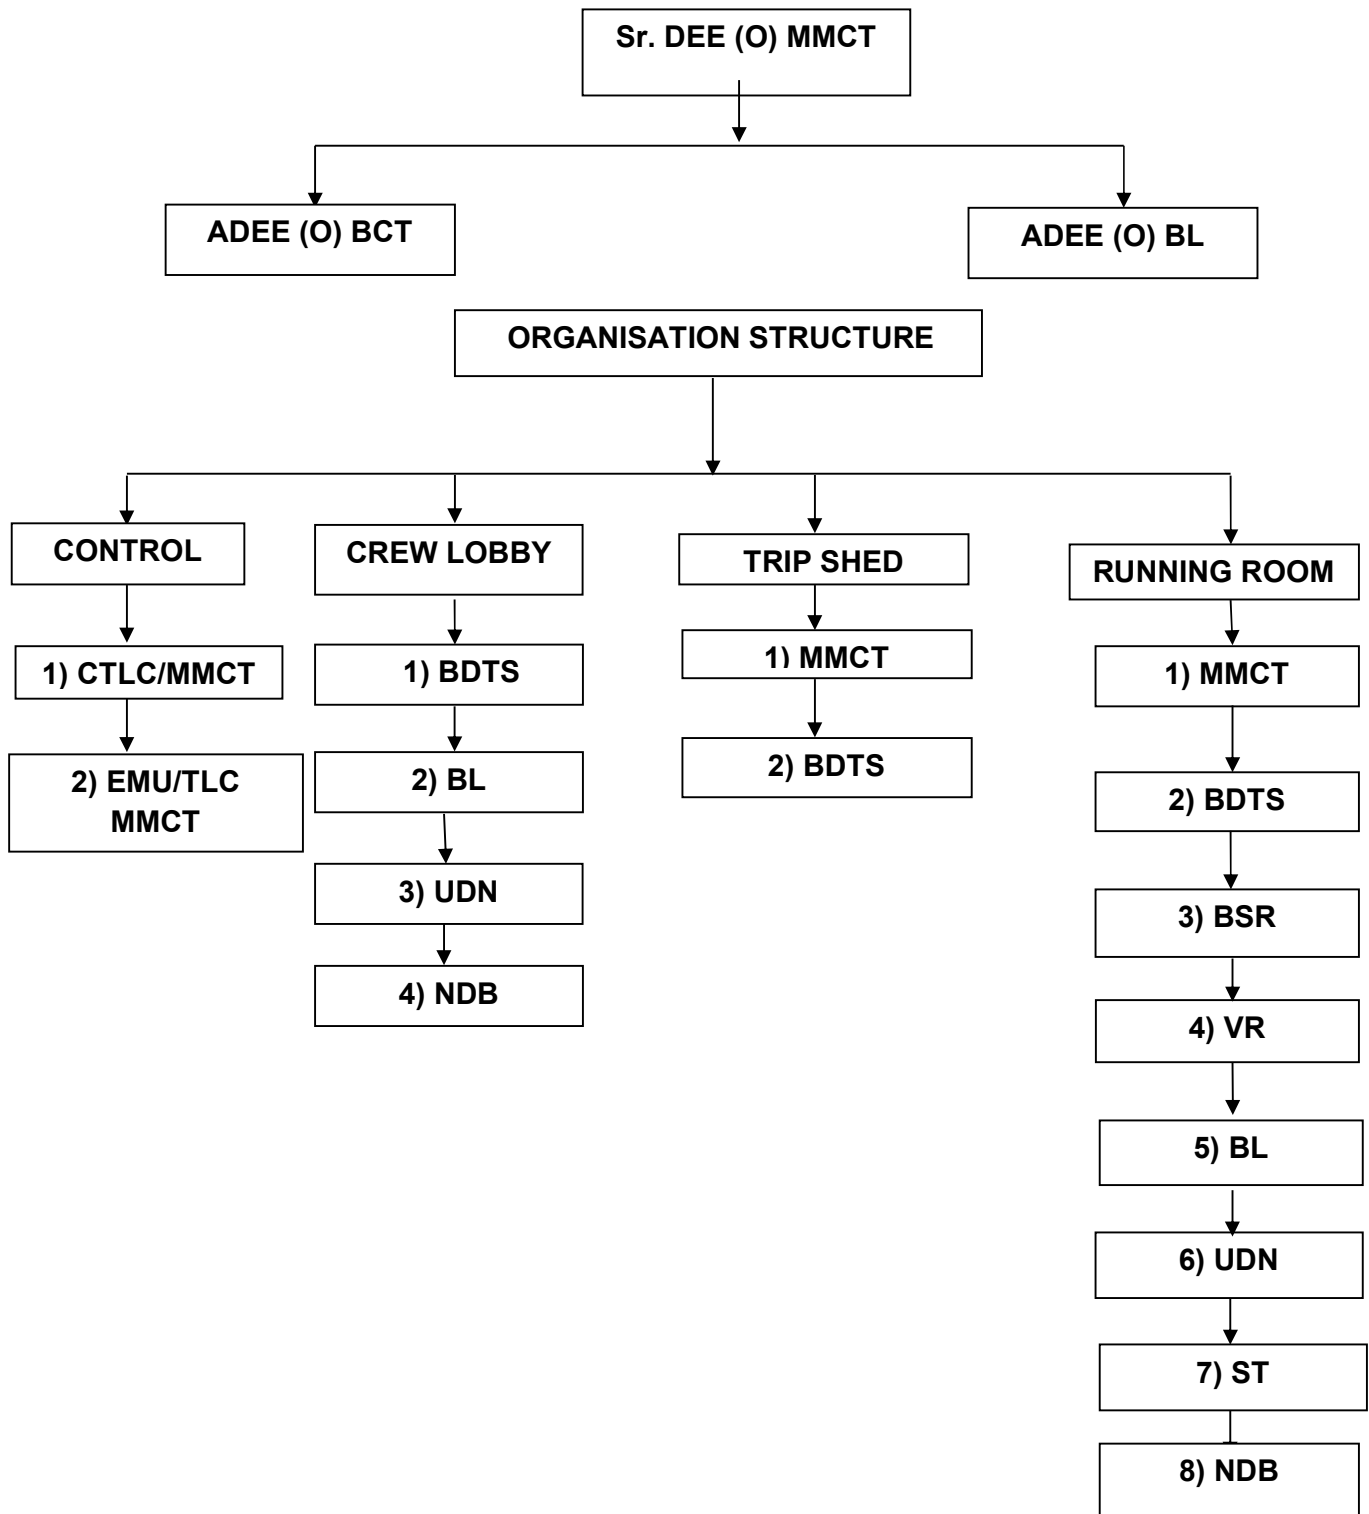 Sr. DEE (O) MMCT
ADEE (O) BCT
ADEE (O) BL
ORGANISATION STRUCTURE
CONTROL
CREW LOBBY
TRIP SHED
RUNNING ROOM
1) CTLC/MMCT
2) EMU/TLC
MMCT
1) BDTS
2) BL
3) UDN
4) NDB
1) MMCT
2) BDTS
1) MMCT
2) BDTS
3) BSR
4) VR
5) BL
6) UDN
7) ST
8) NDB